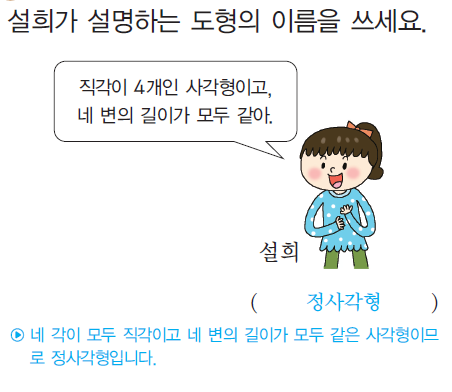 설희가 설명하는 도형의 이름을 쓰세요.
직각이 4개인 사각형이고,
네 변의 길이가 모두 같아.
설희
( 정사각형 )
네 각이 모두 직각이고 네 변의 길이가 모두 같은 사각형이므
로 정사각형입니다.